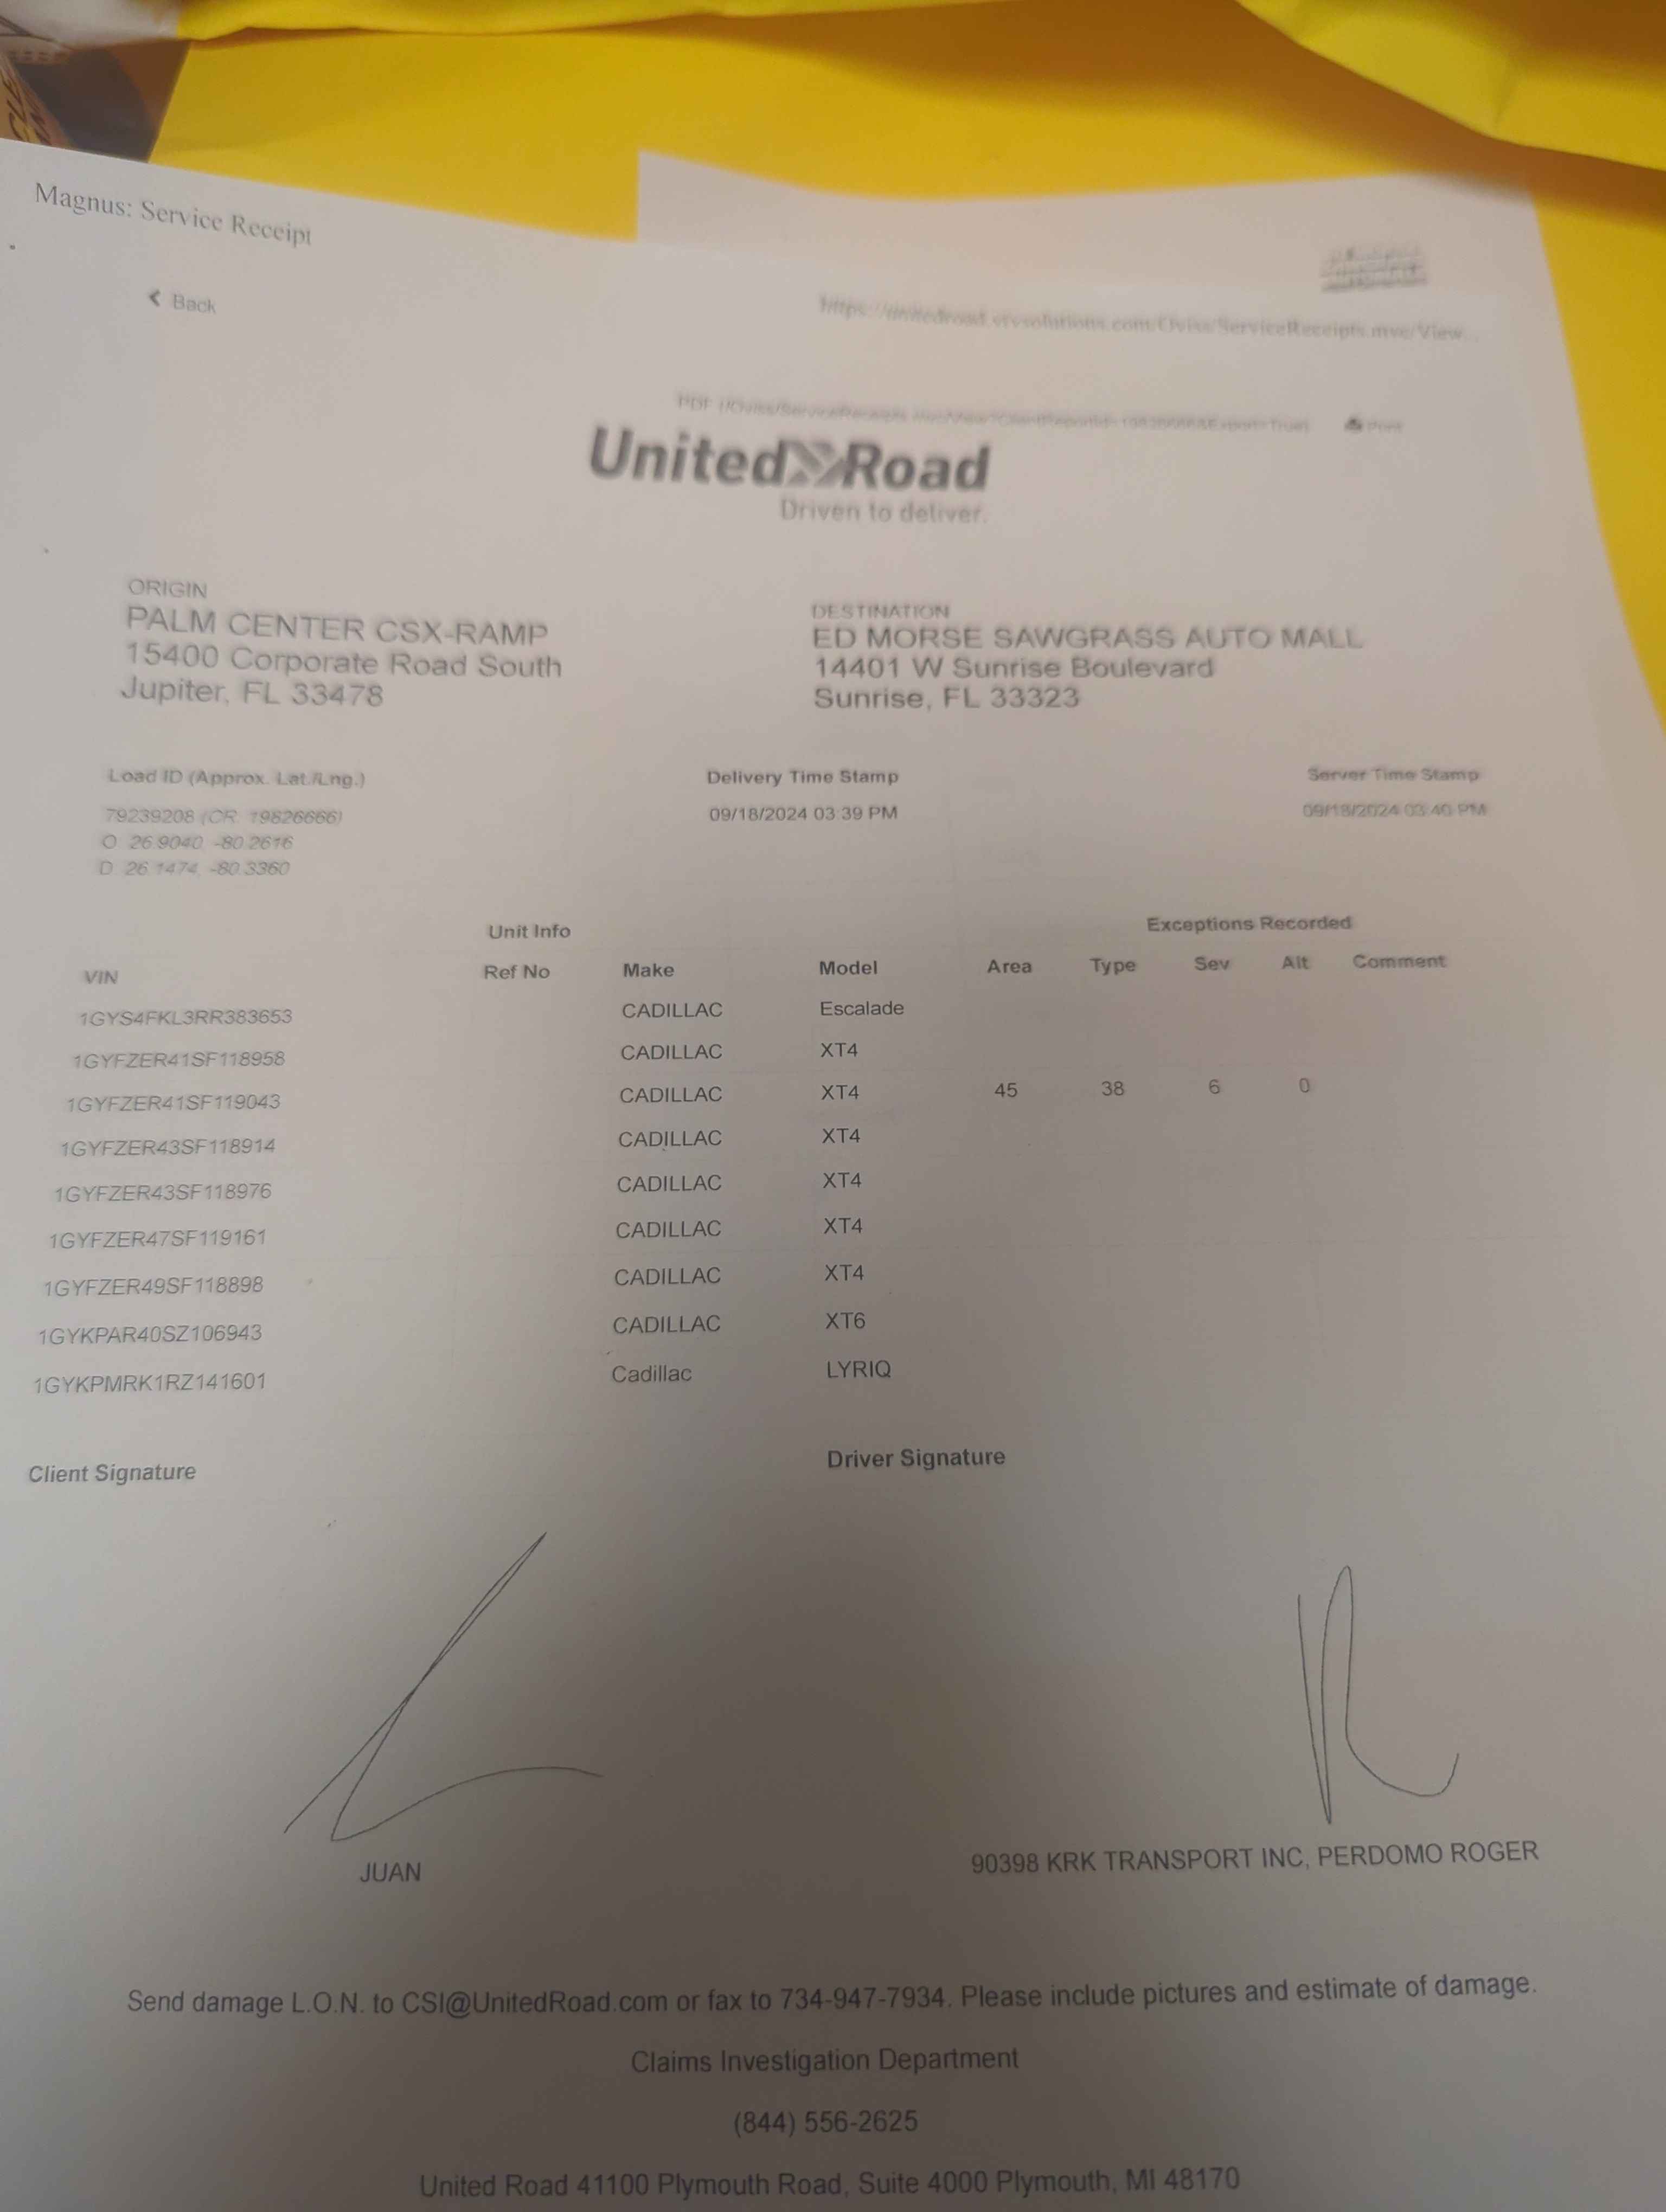 Magnus: Service Receipt
Back
UnitedRoad
Driven to deliver.
ORIGIN
PALM CENTER CSX-RAMP
15400 Corporate Road South
Jupiter, FL 33478
DESTINATION
ED MORSE SAWGRASS AUTO MALL
14401 W Sunrise Boulevard
Sunrise, FL 33323
Load ID (Approx. Lat./Lng.) Delivery Time Stamp Server Time Stamp
79239208 (CR: 19826666) 09/18/2024 03:39 PM 09/18/2024 03:40 PM
O: 26.9040, -80.2616
D: 26.1474, -80.3360
Unit Info Exceptions Recorded
VIN Ref No Make Model Area Type Sev Alt Comment
1GYS4FKL3RR383653 CADILLAC Escalade
1GYFZER41SF118958 CADILLAC XT4
1GYFZER41SF119043 CADILLAC XT4 45 38 6 0
1GYFZER43SF118914 CADILLAC XT4
1GYFZER43SF118976 CADILLAC XT4
1GYFZER47SF119161 CADILLAC XT4
1GYFZER49SF118898 CADILLAC XT4
1GYKPAR40SZ106943 CADILLAC XT6
1GYKPMRK1RZ141601 Cadillac LYRIQ
Client Signature Driver Signature
JUAN 90398 KRK TRANSPORT INC, PERDOMO ROGER
Send damage L.O.N. to CSI@UnitedRoad.com or fax to 734-947-7934. Please include pictures and estimate of damage.
Claims Investigation Department
(844) 556-2625
United Road 41100 Plymouth Road, Suite 4000 Plymouth, MI 48170